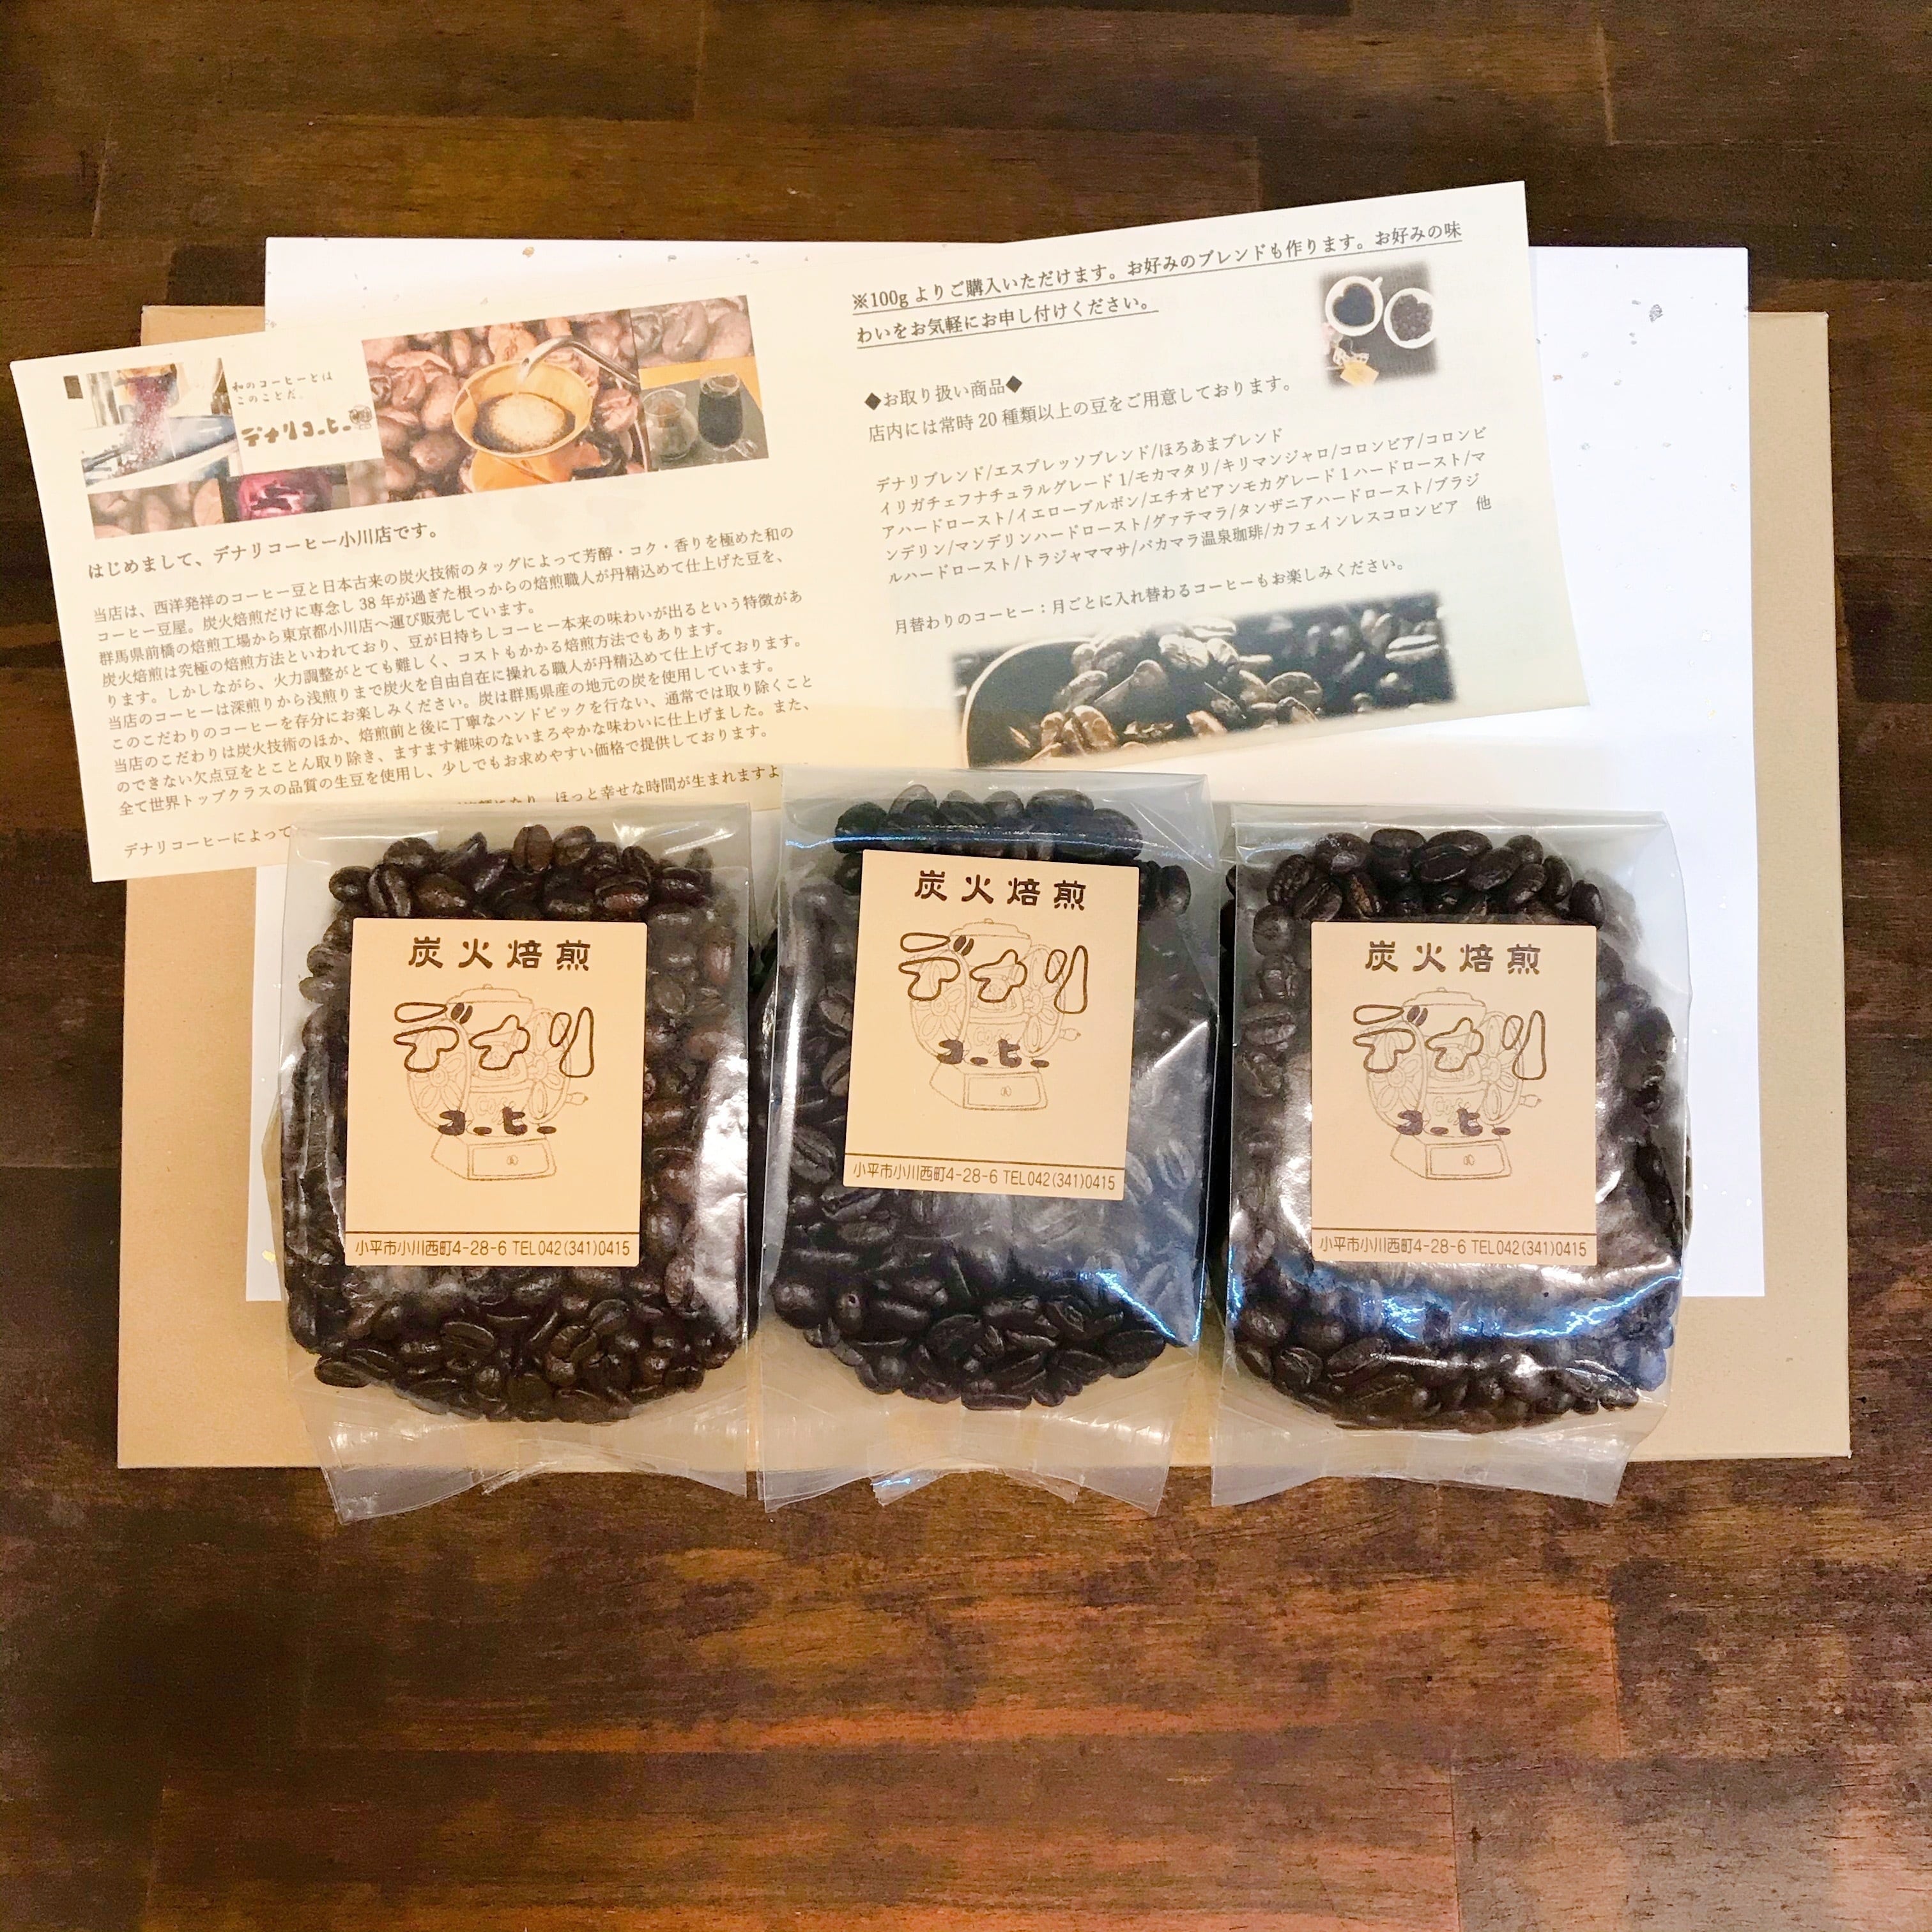 和のコーヒーとは
このことだ。
デナリコーヒー
はじめまして、デナリコーヒー小川店です。
当店は、西洋発祥のコーヒー豆と日本古来の炭火技術のタッグによって芳醇・コク・香りを極めた和の
コーヒー豆屋。炭火焙煎だけに専念し 38 年が過ぎた根っからの焙煎職人が丹精込めて仕上げた豆を、
群馬県前橋の焙煎工場から東京都小川店へ運び販売しています。
炭火焙煎は究極の焙煎方法といわれており、豆が日持ちしコーヒー本来の味わいが出るという特徴があ
ります。しかしながら、火力調整がとても難しく、コストもかかる焙煎方法でもあります。
当店のコーヒーは深煎りから浅煎りまで炭火を自由自在に操れる職人が丹精込めて仕上げております。
このこだわりのコーヒーを存分にお楽しみください。炭は群馬県産の地元の炭を使用しています。
当店のこだわりは炭火技術のほか、焙煎前と後に丁寧なハンドピックを行ない、通常では取り除くこと
のできない欠点豆をとことん取り除き、ますます雑味のないまろやかな味わいに仕上げました。また、
全て世界トップクラスの品質の生豆を使用し、少しでもお求めやすい価格で提供しております。
デナリコーヒーによって
になり、ほっと幸せな時間が生まれますよ
※100g よりご購入いただけます。お好みのブレンドも作ります。お好みの味
わいをお気軽にお申し付けください。
◆お取り扱い商品◆
店内には常時 20 種類以上の豆をご用意しております。
デナリブレンド/エスプレッソブレンド/ほろあまブレンド
イリガチェフナチュラルグレード 1/モカマタリ/キリマンジャロ/コロンビア/コロンビ
アハードロースト/イエローブルボン/エチオピアンモカグレード 1 ハードロースト/マ
ンデリン/マンデリンハードロースト/グァテマラ/タンザニアハードロースト/ブラジ
ルハードロースト/トラジャママサ/パカマラ温泉珈琲/カフェインレスコロンビア　他
月替わりのコーヒー：月ごとに入れ替わるコーヒーもお楽しみください。
炭火焙煎
デナリ
コーヒー
小平市小川西町4-28-6 TEL042(341)0415
炭火焙煎
デナリ
コーヒー
小平市小川西町4-28-6 TEL042(341)0415
炭火焙煎
デナリ
コーヒー
小平市小川西町4-28-6 TEL042(341)0415